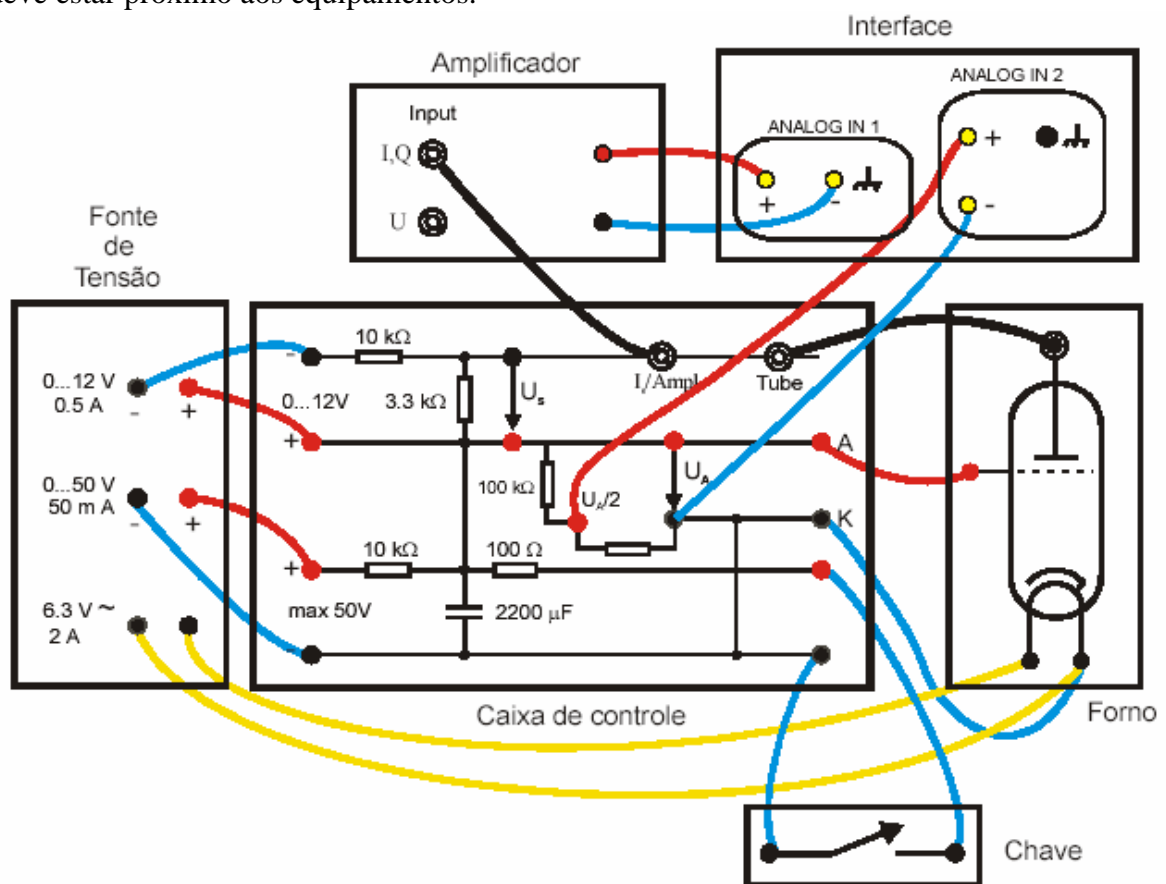 deve estar próximo aos equipamentos.
Interface
Amplificador
ANALOG IN 2
Input
ANALOG IN 1
I,Q
+
+
-
-
U
Fonte
de
Tensão
10 kΩ
-
I/Ampl
Tube
0...12 V
0.5 A
-
+
0...12V
3.3 kΩ
Us
+
A
100 kΩ
UA/2
UA
0...50 V
50 m A
-
+
K
10 kΩ
100 Ω
+
max 50V
2200 µF
6.3 V ~
2 A
-
Caixa de controle
Forno
Chave